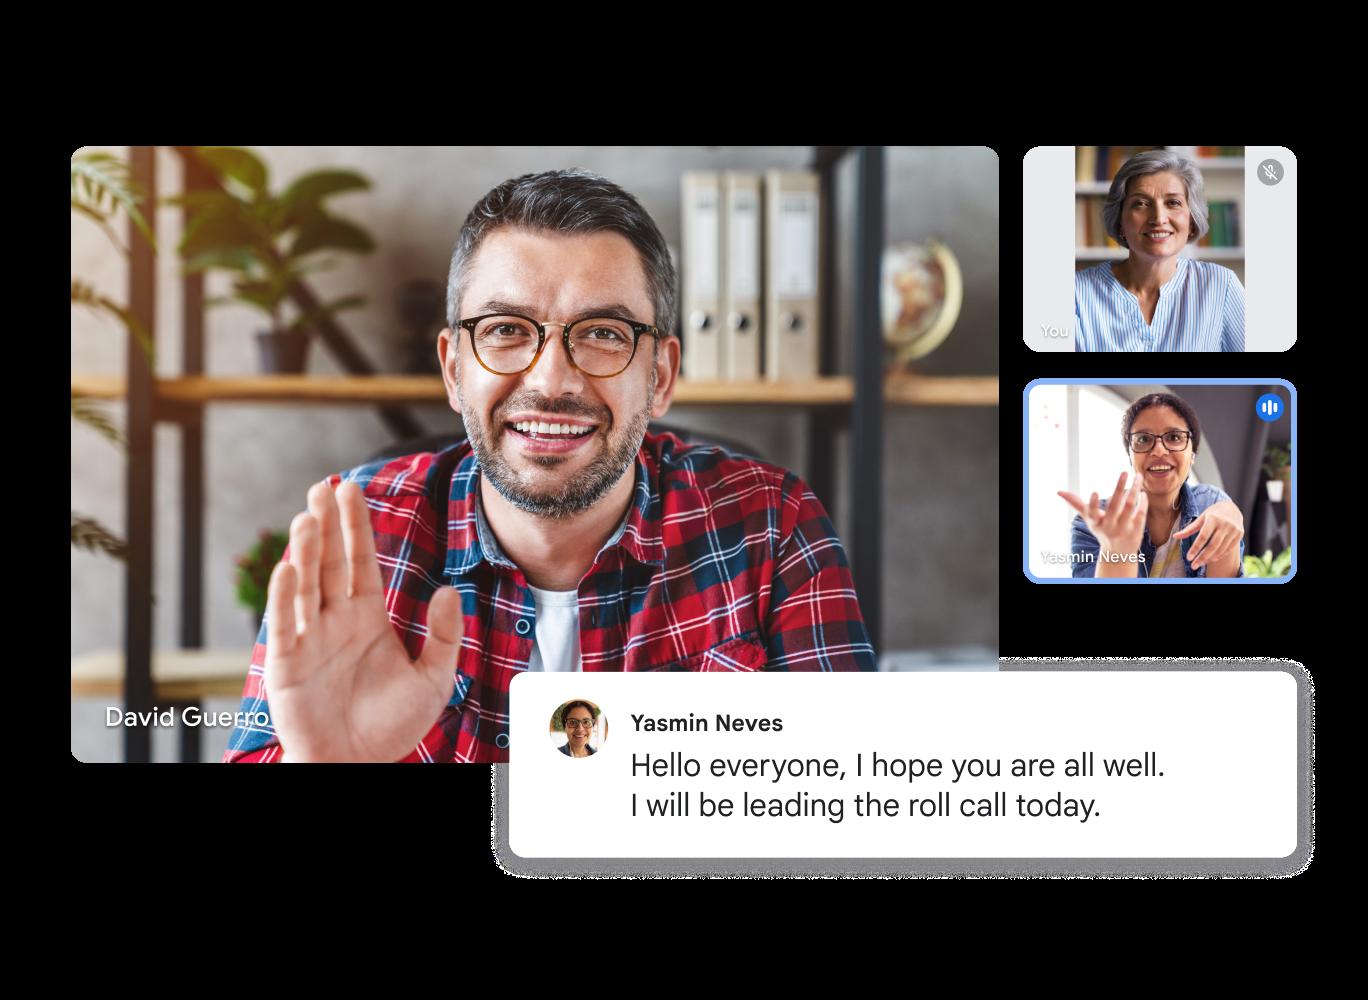 You
Yasmin Neves
David Guerro
Yasmin Neves
Hello everyone, I hope you are all well.
I will be leading the roll call today.